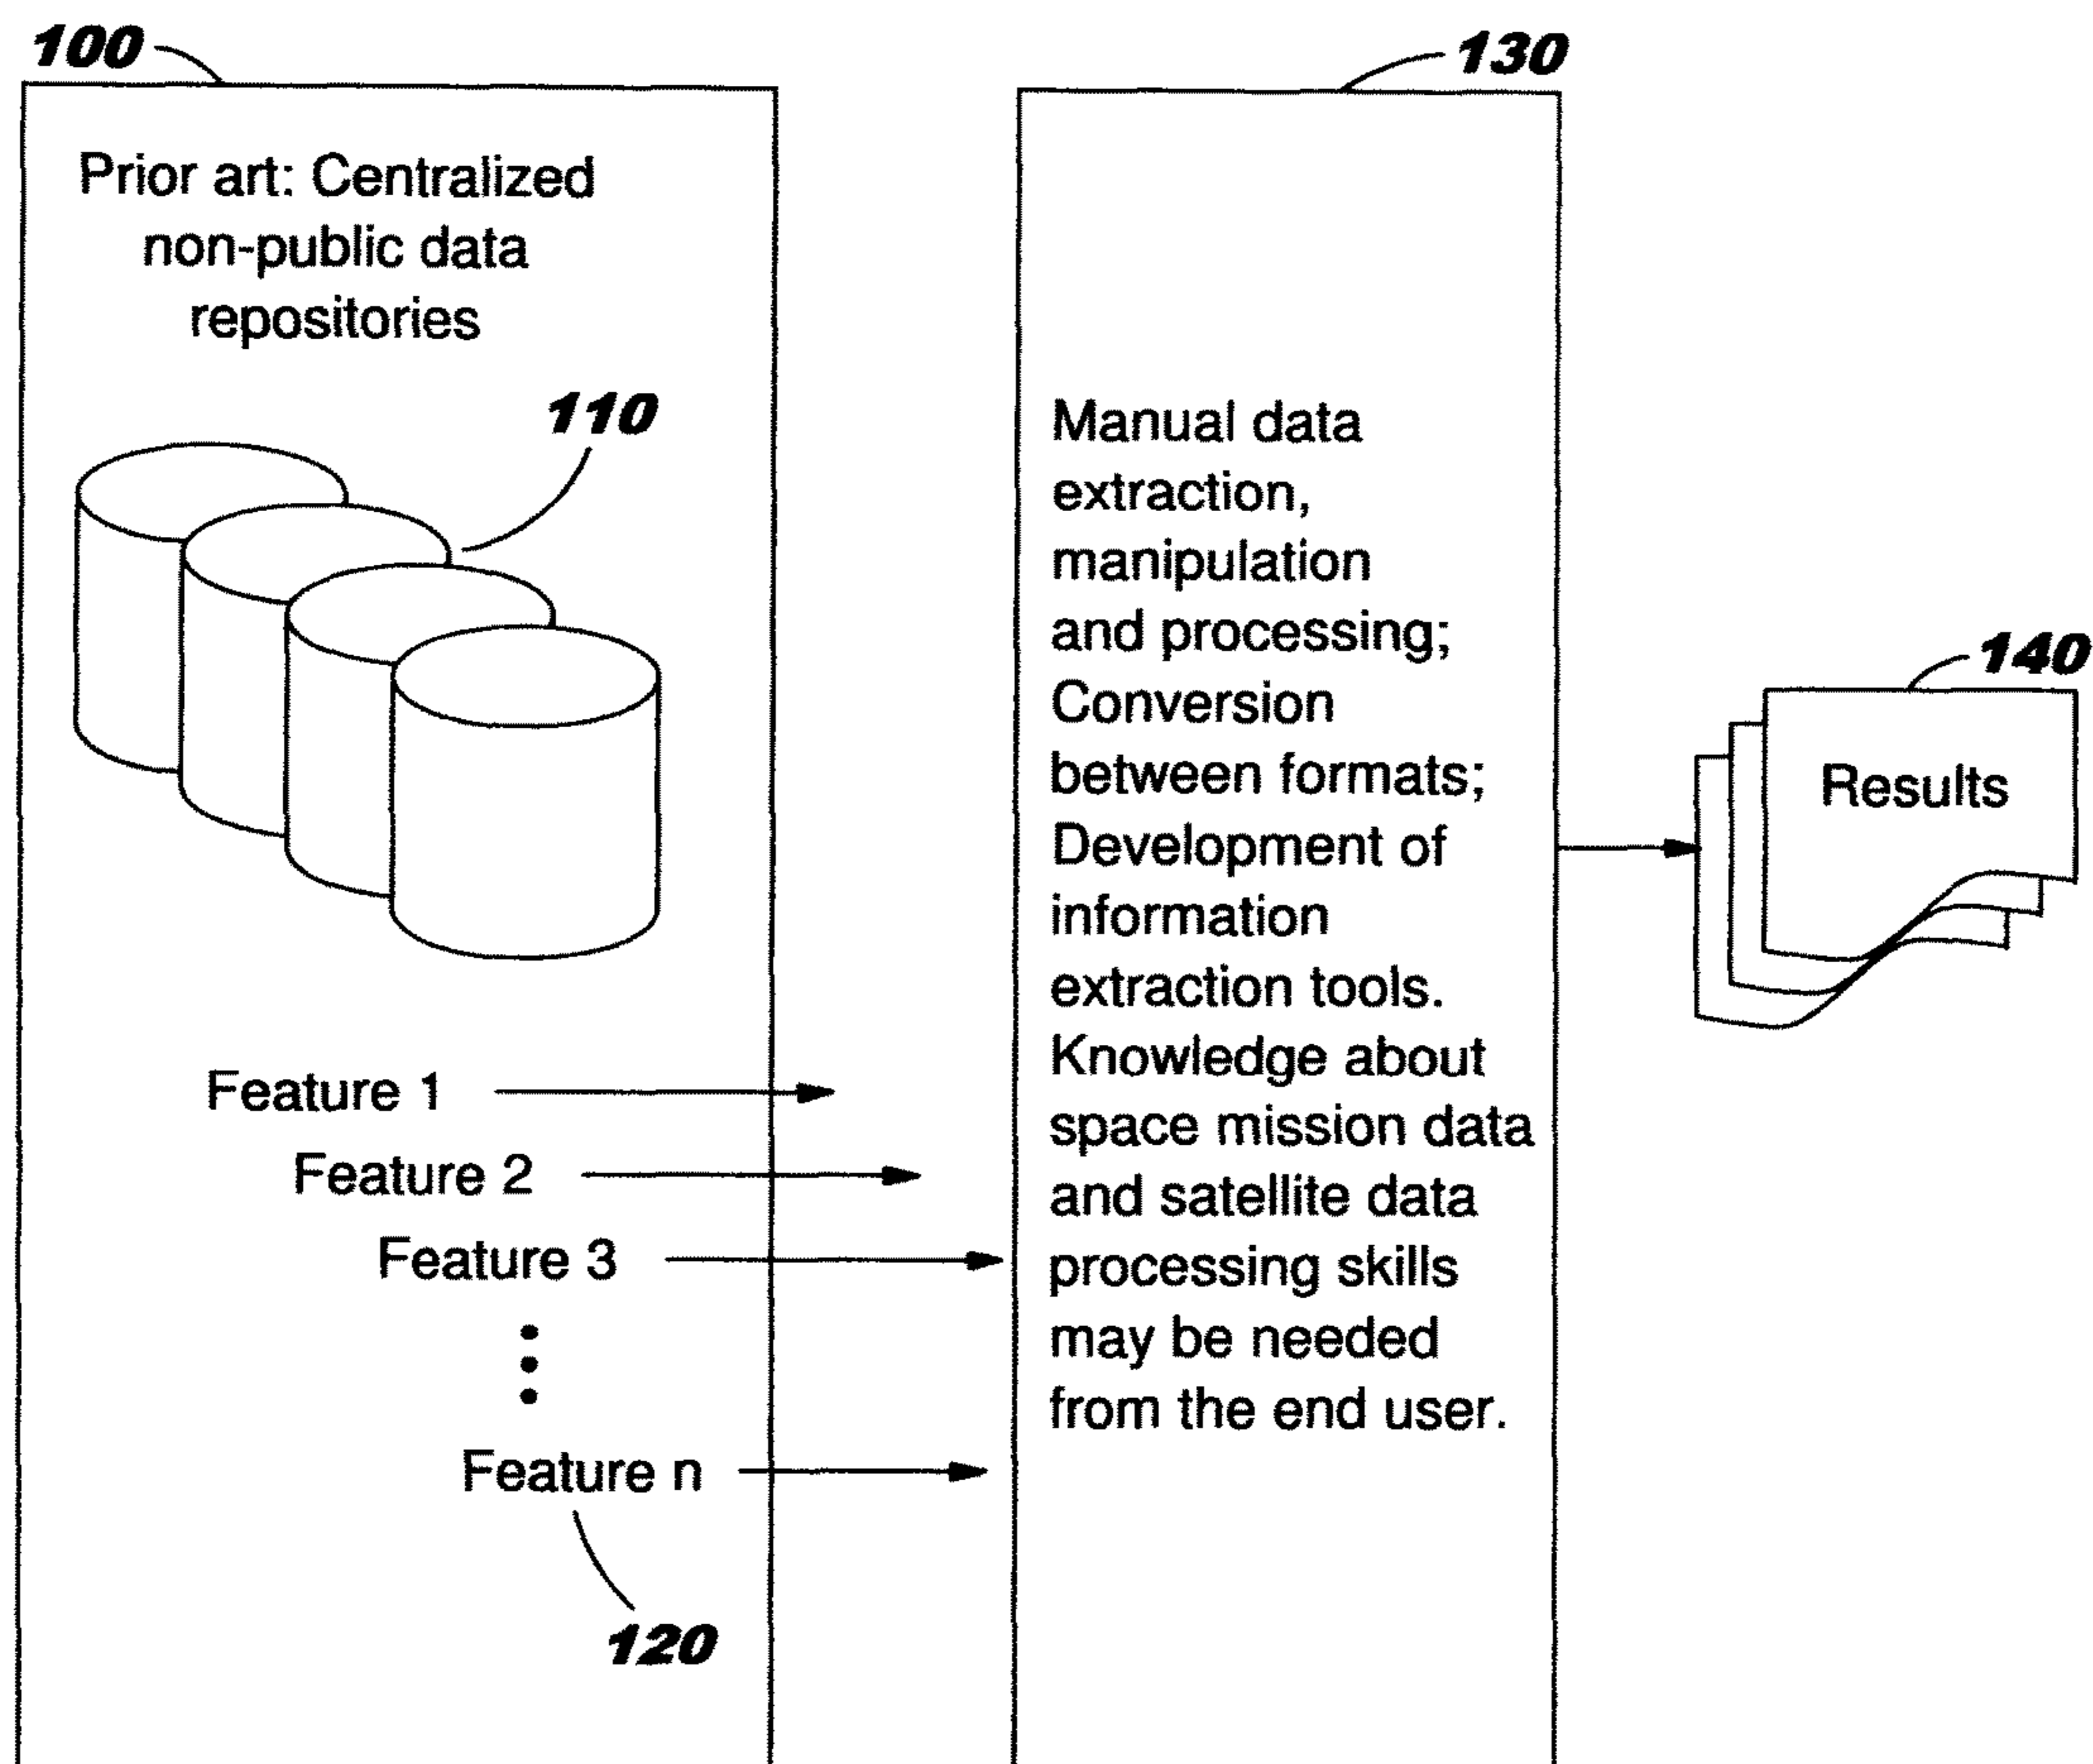 100
130
Prior art: Centralized
non-public data
repositories
110
Manual data
extraction,
manipulation
and processing;
Conversion
between formats;
Development of
information
extraction tools.
Knowledge about
space mission data
and satellite data
processing skills
may be needed
from the end user.
140
Results
Feature 1
Feature 2
Feature 3
Feature n
120